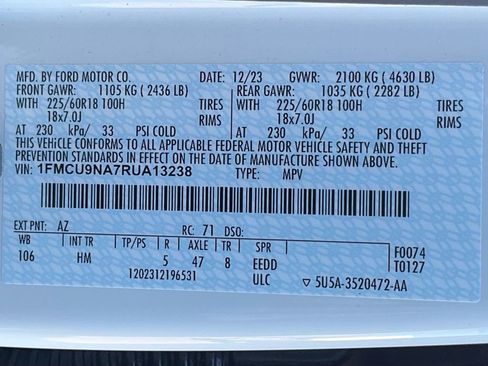 MFD. BY FORD MOTOR CO. DATE: 12/23 GVWR: 2100 KG ( 4630 LB)
FRONT GAWR: 1105 KG ( 2436 LB) REAR GAWR: 1035 KG ( 2282 LB)
WITH 225/60R18 100H TIRES WITH 225/60R18 100H TIRES
18x7.0J RIMS 18x7.0J RIMS
AT 230 kPa/ 33 PSI COLD AT 230 kPa/ 33 PSI COLD
THIS VEHICLE CONFORMS TO ALL APPLICABLE FEDERAL MOTOR VEHICLE SAFETY AND THEFT
PREVENTION STANDARDS IN EFFECT ON THE DATE OF MANUFACTURE SHOWN ABOVE.
VIN: 1FMCU9NA7RUA13238 TYPE: MPV
EXT PNT: AZ RC: 71 DSO:
WB INT TR TP/PS R AXLE TR SPR F0074
106 HM 5 47 8 EEDD T0127
1202312196531 ULC 5U5A-3520472-AA